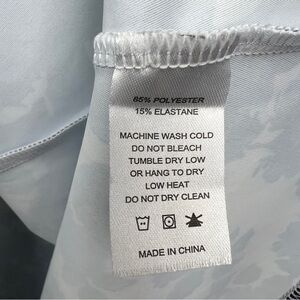 85% POLYESTER
15% ELASTANE
MACHINE WASH COLD
DO NOT BLEACH
TUMBLE DRY LOW
OR HANG TO DRY
LOW HEAT
DO NOT DRY CLEAN
MADE IN CHINA